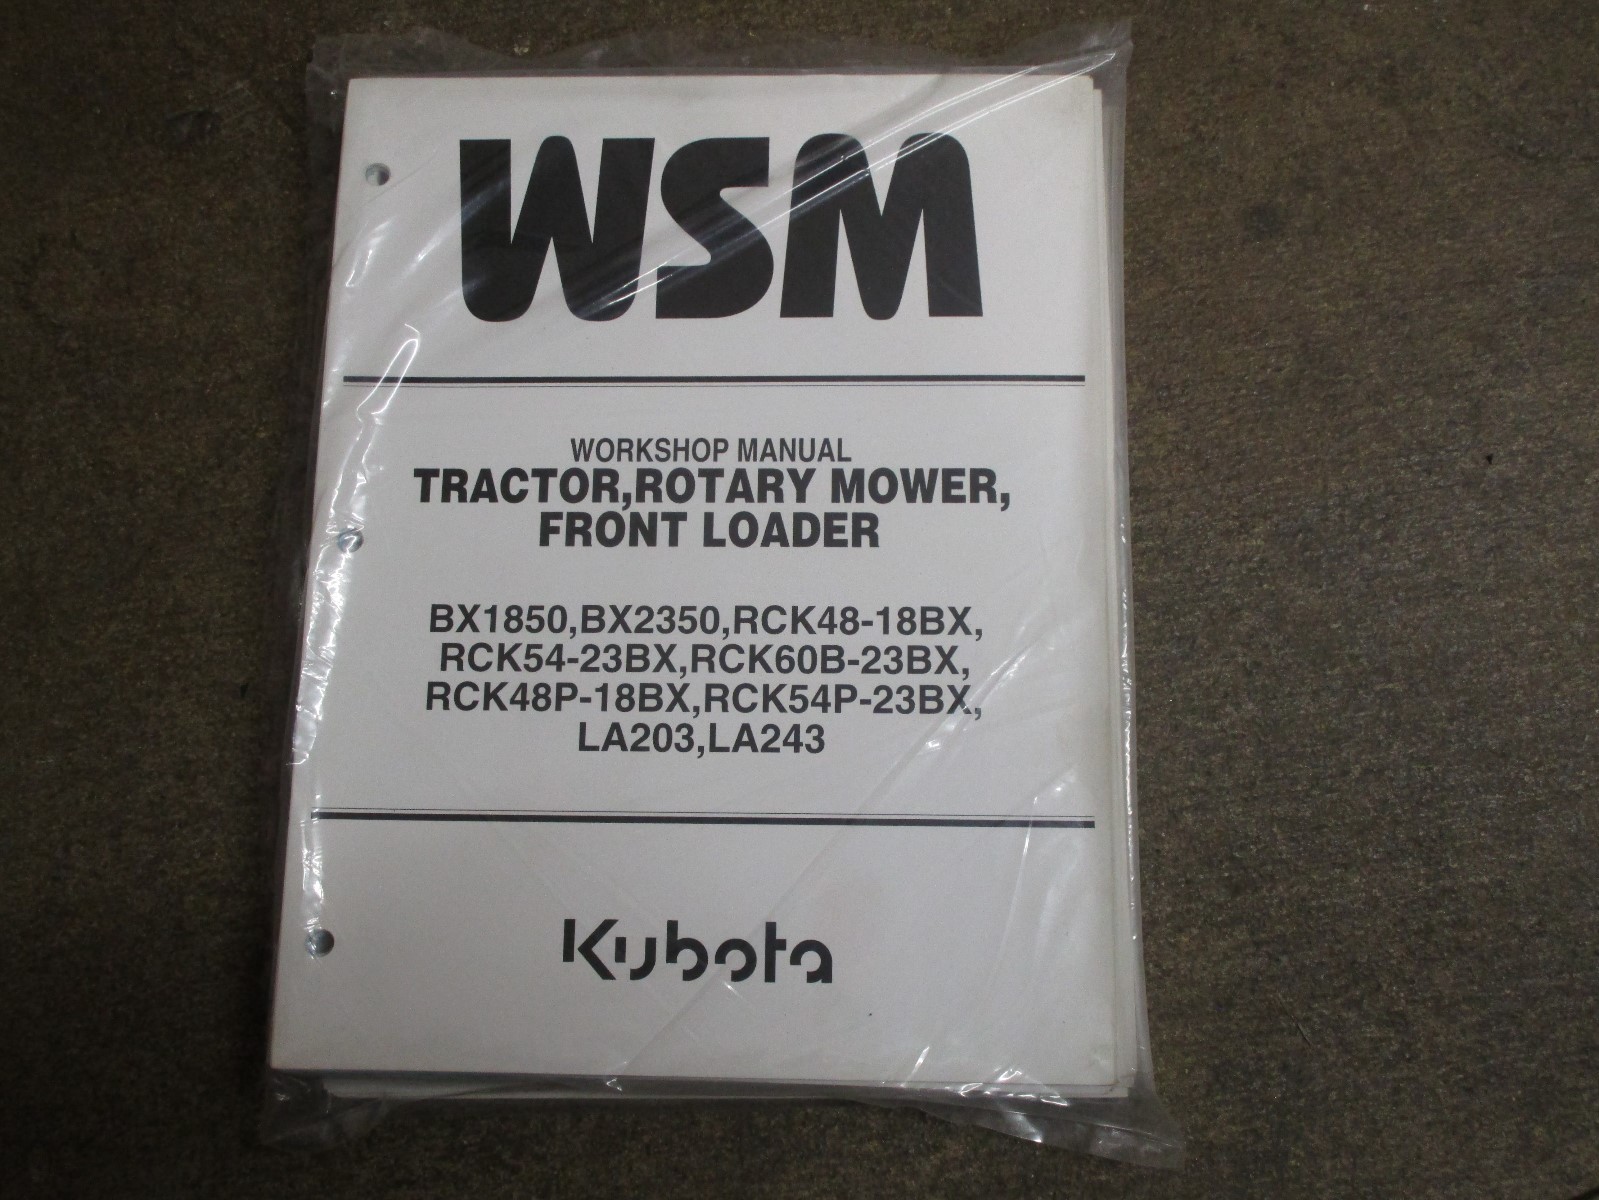 WSM
WORKSHOP MANUAL
TRACTOR,ROTARY MOWER,
FRONT LOADER
BX1850,BX2350,RCK48-18BX,
RCK54-23BX,RCK60B-23BX,
RCK48P-18BX,RCK54P-23BX,
LA203,LA243
Kubota